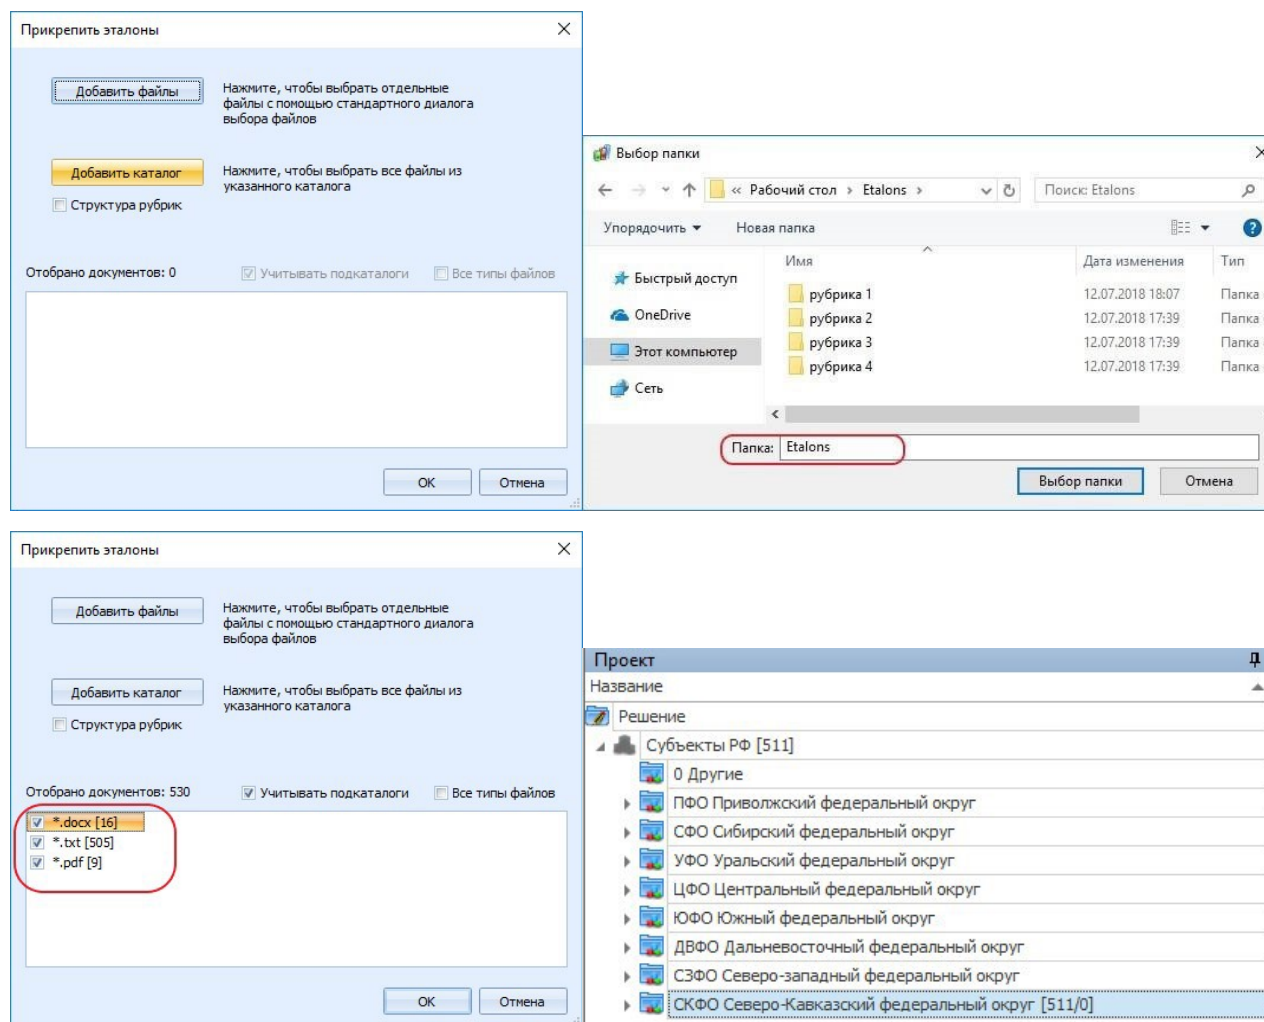 Прикрепить эталоны
Добавить файлы
Нажмите, чтобы выбрать отдельные
файлы с помощью стандартного диалога
выбора файлов
Добавить каталог
Нажмите, чтобы выбрать все файлы из
указанного каталога
Структура рубрик
Отобрано документов: 0
Учитывать подкаталоги
Все типы файлов
OK
Отмена
Выбор папки
« Рабочий стол › Etalons ›
Поиск: Etalons
Упорядочить
Новая папка
?
Имя
Дата изменения
Тип
Быстрый доступ
OneDrive
Этот компьютер
Сеть
рубрика 1 12.07.2018 18:07 Папка
рубрика 2 12.07.2018 17:39 Папка
рубрика 3 12.07.2018 17:39 Папка
рубрика 4 12.07.2018 17:39 Папка
Папка: Etalons
Выбор папки
Отмена
Прикрепить эталоны
Добавить файлы
Нажмите, чтобы выбрать отдельные
файлы с помощью стандартного диалога
выбора файлов
Добавить каталог
Нажмите, чтобы выбрать все файлы из
указанного каталога
Структура рубрик
Отобрано документов: 530
Учитывать подкаталоги
Все типы файлов
*.docx [16]
*.txt [505]
*.pdf [9]
OK
Отмена
Проект
Название
Решение
Субъекты РФ [511]
0 Другие
ПФО Приволжский федеральный округ
СФО Сибирский федеральный округ
УФО Уральский федеральный округ
ЦФО Центральный федеральный округ
ЮФО Южный федеральный округ
ДВФО Дальневосточный федеральный округ
СЗФО Северо-западный федеральный округ
СКФО Северо-Кавказский федеральный округ [511/0]